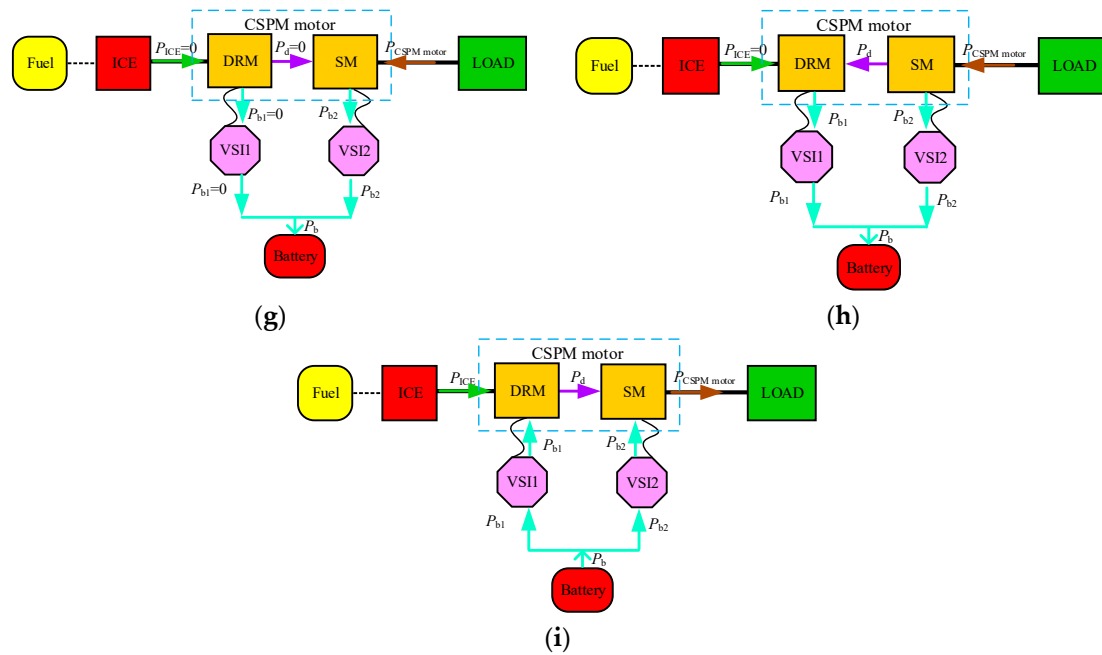 CSPM motor
Fuel
ICE
P_ICE=0
DRM
P_d=0
SM
P_CSPM motor
LOAD
P_b1=0
P_b2
VSI1
VSI2
P_b1=0
P_b2
P_b
Battery
(g)
CSPM motor
Fuel
ICE
P_ICE=0
DRM
P_d
SM
P_CSPM motor
LOAD
P_b1
P_b2
VSI1
VSI2
P_b1
P_b2
P_b
Battery
(h)
CSPM motor
Fuel
ICE
P_ICE
DRM
P_d
SM
P_CSPM motor
LOAD
P_b1
P_b2
VSI1
VSI2
P_b1
P_b2
P_b
Battery
(i)